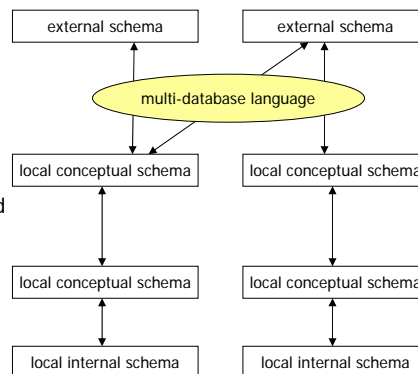 external schema
external schema
multi-database language
local conceptual schema
local conceptual schema
d
local conceptual schema
local conceptual schema
local internal schema
local internal schema